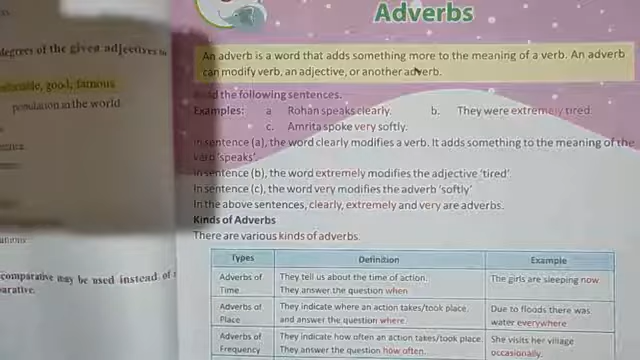 degrees of the given adjectives
good, famous
population in the world
comparative may be used instead of
Adverbs
An adverb is a word that adds something more to the meaning of a verb. An adverb
can modify verb, an adjective, or another adverb.
Read the following sentences.
Examples: a Rohan speaks clearly. b. They were extremely tired.
c. Amrita spoke very softly.
In sentence (a), the word clearly modifies a verb. It adds something to the meaning of the
verb 'speaks'.
In sentence (b), the word extremely modifies the adjective 'tired'.
In sentence (c), the word very modifies the adverb 'softly'
In the above sentences, clearly, extremely and very are adverbs.
Kinds of Adverbs
There are various kinds of adverbs.
Types Definition Example
Adverbs of Time They tell us about the time of action. They answer the question when The girls are sleeping now
Adverbs of Place They indicate where an action takes/took place. and answer the question where. Due to floods there was water everywhere
Adverbs of Frequency They indicate how often an action takes/took place. They answer the question how often. She visits her village occasionally.